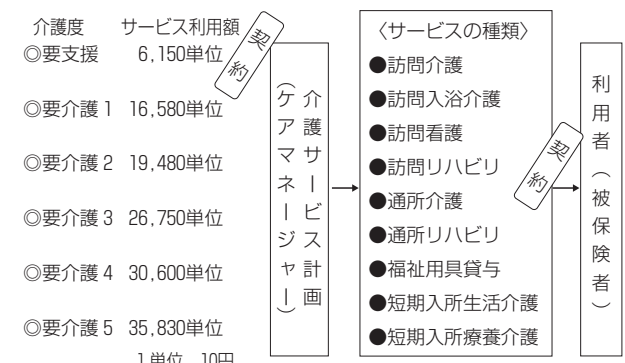 介護度 サービス利用額
◎要支援 6,150単位
◎要介護1 16,580単位
◎要介護2 19,480単位
◎要介護3 26,750単位
◎要介護4 30,600単位
◎要介護5 35,830単位
1単位 10円
契約
介護サービス計画
（ケアマネージャー）
〈サービスの種類〉
●訪問介護
●訪問入浴介護
●訪問看護
●訪問リハビリ
●通所介護
●通所リハビリ
●福祉用具貸与
●短期入所生活介護
●短期入所療養介護
契約
利用者（被保険者）